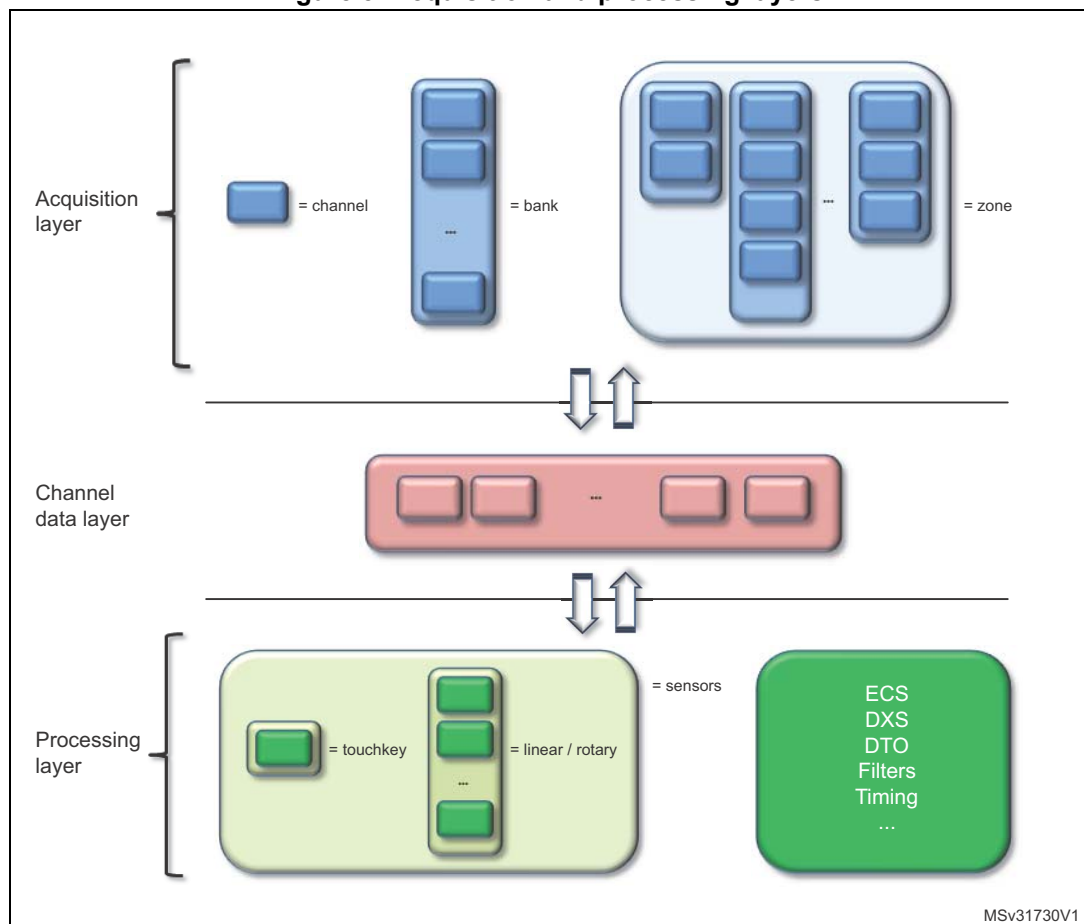 Acquisition
layer
= channel
...
= bank
...
= zone
Channel
data layer
...
Processing
layer
= touchkey
...
= linear / rotary
= sensors
ECS
DXS
DTO
Filters
Timing
...
MSv31730V1